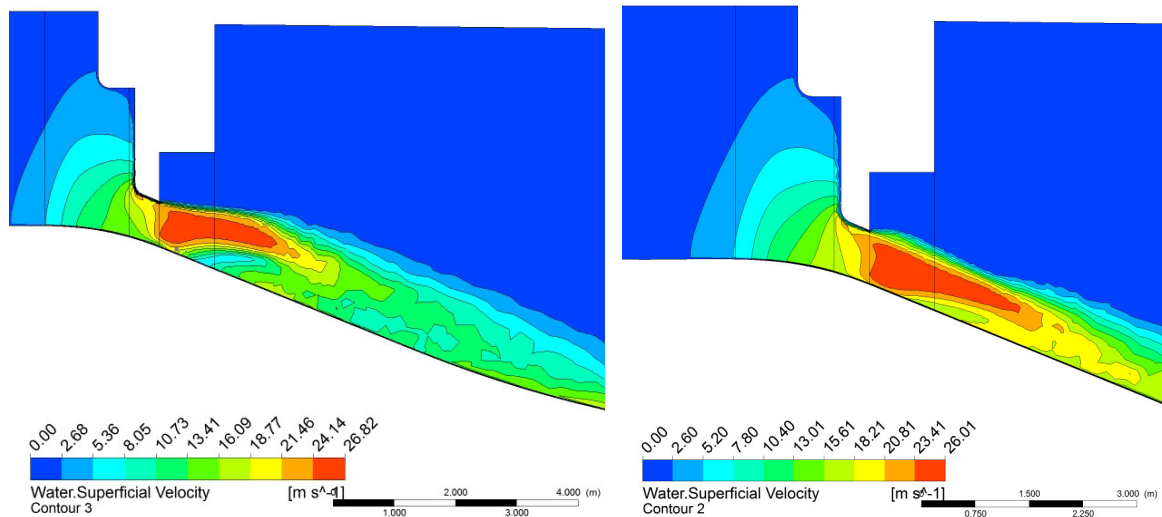 0.00 2.68 5.36 8.05 10.73 13.41 16.09 18.77 21.46 24.14 26.82
Water.Superficial Velocity [m s^-1]
Contour 3
0 2.000 4.000 (m)
1.000 3.000
0.00 2.60 5.20 7.80 10.40 13.01 15.61 18.21 20.81 23.41 26.01
Water.Superficial Velocity [m s^-1]
Contour 2
0 1.500 3.000 (m)
0.750 2.250